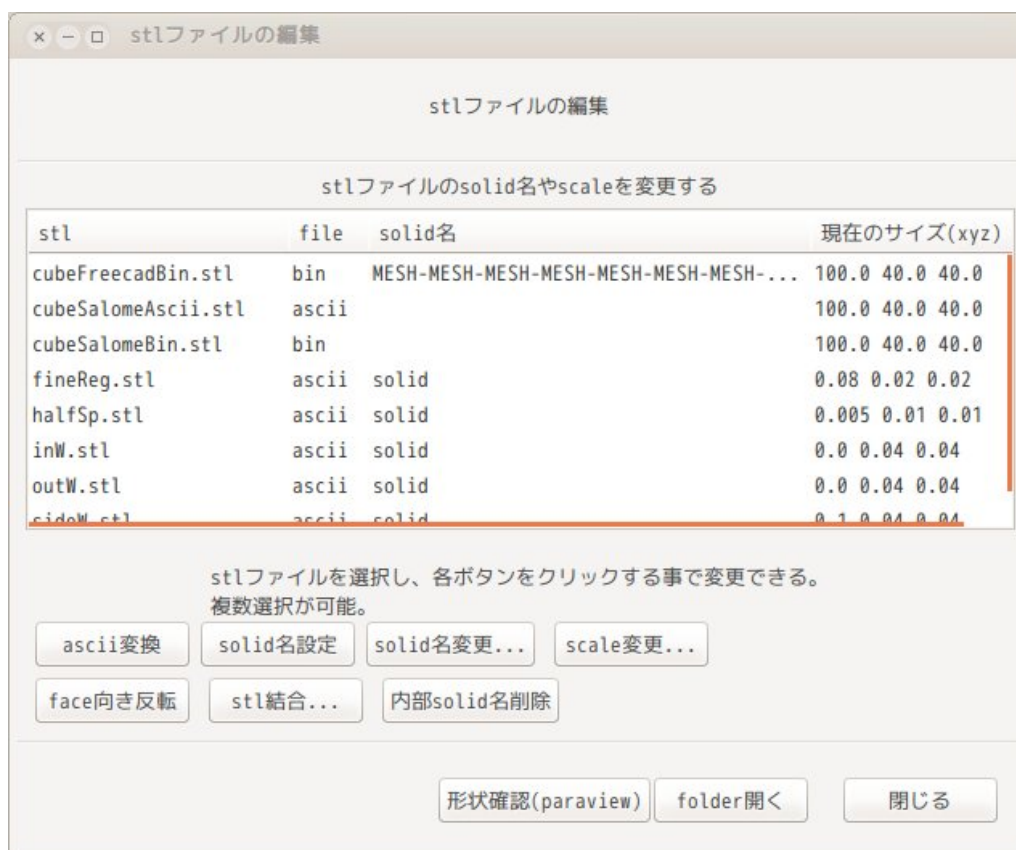 stlファイルの編集
stlファイルの編集
stlファイルのsolid名やscaleを変更する
stl file solid名 現在のサイズ(xyz)
cubeFreecadBin.stl bin MESH-MESH-MESH-MESH-MESH-MESH-MESH-... 100.0 40.0 40.0
cubeSalomeAscii.stl ascii 100.0 40.0 40.0
cubeSalomeBin.stl bin 100.0 40.0 40.0
fineReg.stl ascii solid 0.08 0.02 0.02
halfSp.stl ascii solid 0.005 0.01 0.01
inW.stl ascii solid 0.0 0.04 0.04
outW.stl ascii solid 0.0 0.04 0.04
sideW.stl ascii solid 0.1 0.04 0.04
stlファイルを選択し、各ボタンをクリックする事で変更できる。
複数選択が可能。
ascii変換 solid名設定 solid名変更... scale変更...
face向き反転 stl結合... 内部solid名削除
形状確認(paraview) folder開く 閉じる